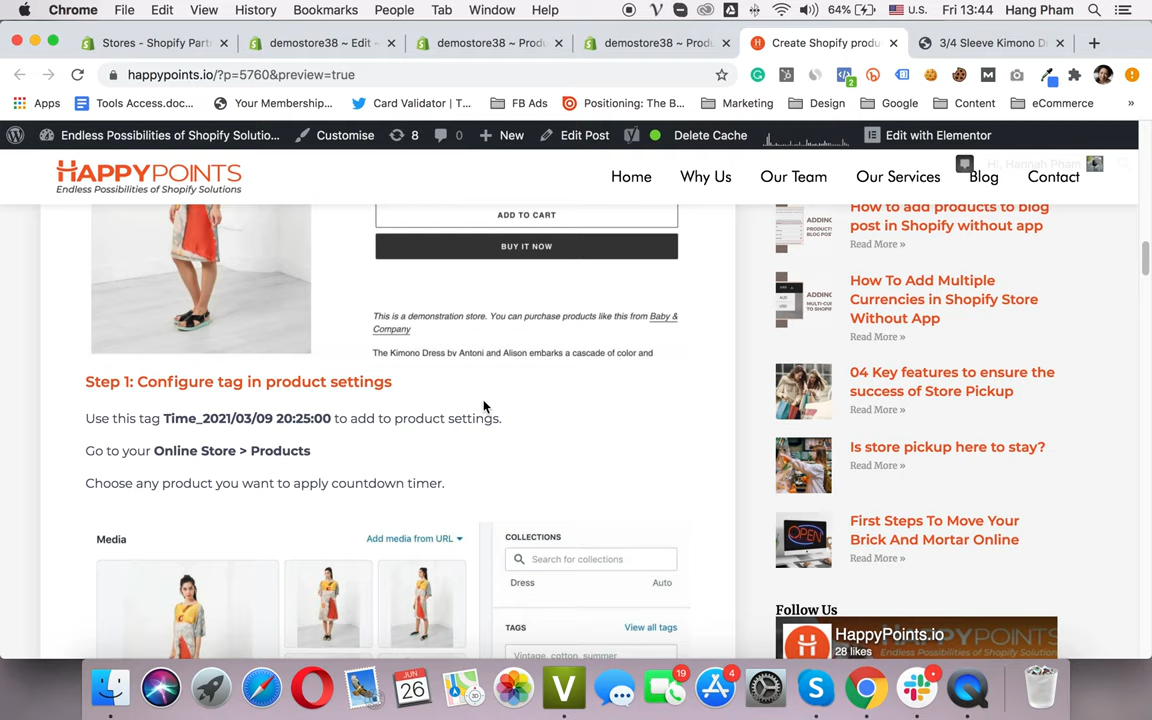 Chrome File Edit View History Bookmarks People Tab Window Help 64% U.S. Fri 13:44 Hang Pham
Stores - Shopify Part
demostore38 ~ Edit -
demostore38 ~ Produ
demostore38 ~ Produ
Create Shopify produ
3/4 Sleeve Kimono D
happypoints.io/?p=5760&preview=true
2
Apps Tools Access.doc... Your Membership... Card Validator | T... FB Ads Positioning: The B... Marketing Design Google Content eCommerce »
Endless Possibilities of Shopify Solutio... Customise 8 0 New Edit Post Delete Cache Edit with Elementor
Hi, Hannah Pham
HAPPYPOINTS
Endless Possibilities of Shopify Solutions
Home Why Us Our Team Our Services Blog Contact
ADD TO CART
BUY IT NOW
This is a demonstration store. You can purchase products like this from Baby &
Company
The Kimono Dress by Antoni and Alison embarks a cascade of color and
Step 1: Configure tag in product settings
Use this tag Time_2021/03/09 20:25:00 to add to product settings.
Go to your Online Store > Products
Choose any product you want to apply countdown timer.
Media
Add media from URL
COLLECTIONS
Search for collections
Dress Auto
TAGS View all tags
Vintage, cotton, summer
How to add products to blog
post in Shopify without app
Read More »
How To Add Multiple
Currencies in Shopify Store
Without App
Read More »
04 Key features to ensure the
success of Store Pickup
Read More »
Is store pickup here to stay?
Read More »
First Steps To Move Your
Brick And Mortar Online
Read More »
OPEN
Follow Us
HappyPoints.io
28 likes
JUN
26
19
4